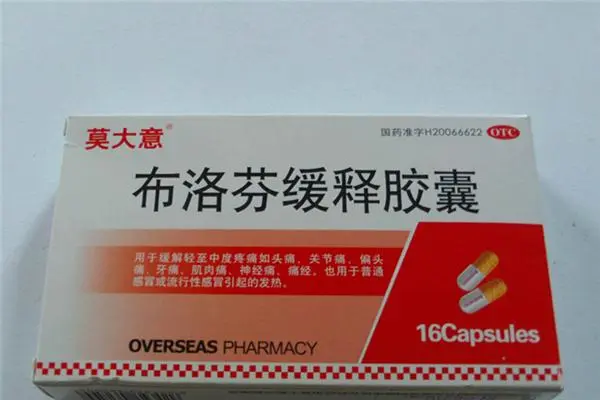 莫大意®
国药准字H20066622 OTC
布洛芬缓释胶囊
用于缓解轻至中度疼痛如头痛、关节痛、偏头
痛、牙痛、肌肉痛、神经痛、痛经。也用于普通
感冒或流行性感冒引起的发热。
16Capsules
OVERSEAS PHARMACY